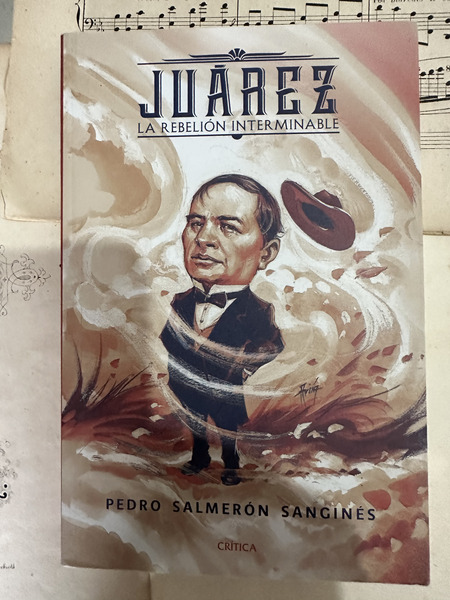 JUÁREZ
LA REBELIÓN INTERMINABLE
PEDRO SALMERÓN SANGINÉS
CRÍTICA